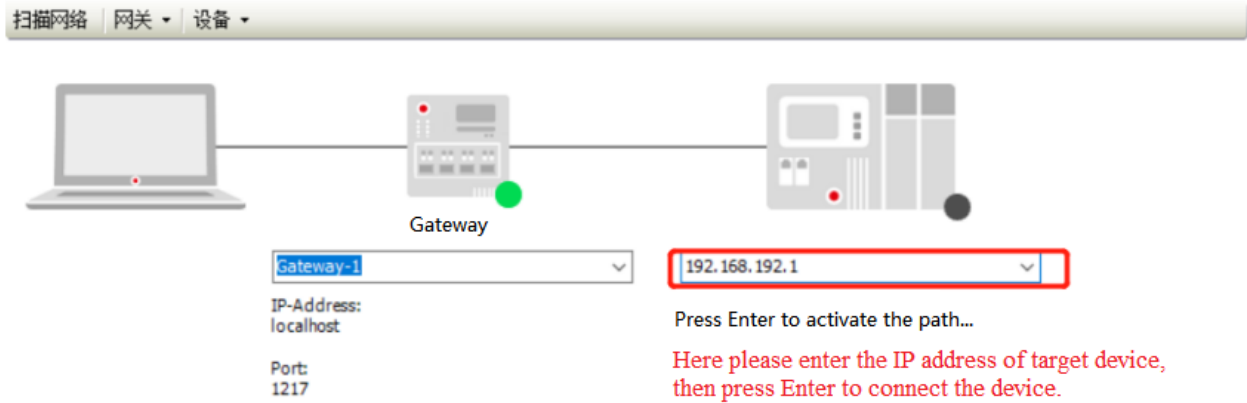 扫描网络 网关 设备
Gateway
Gateway-1
192.168.192.1
IP-Address:
localhost
Press Enter to activate the path...
Port:
1217
Here please enter the IP address of target device,
then press Enter to connect the device.